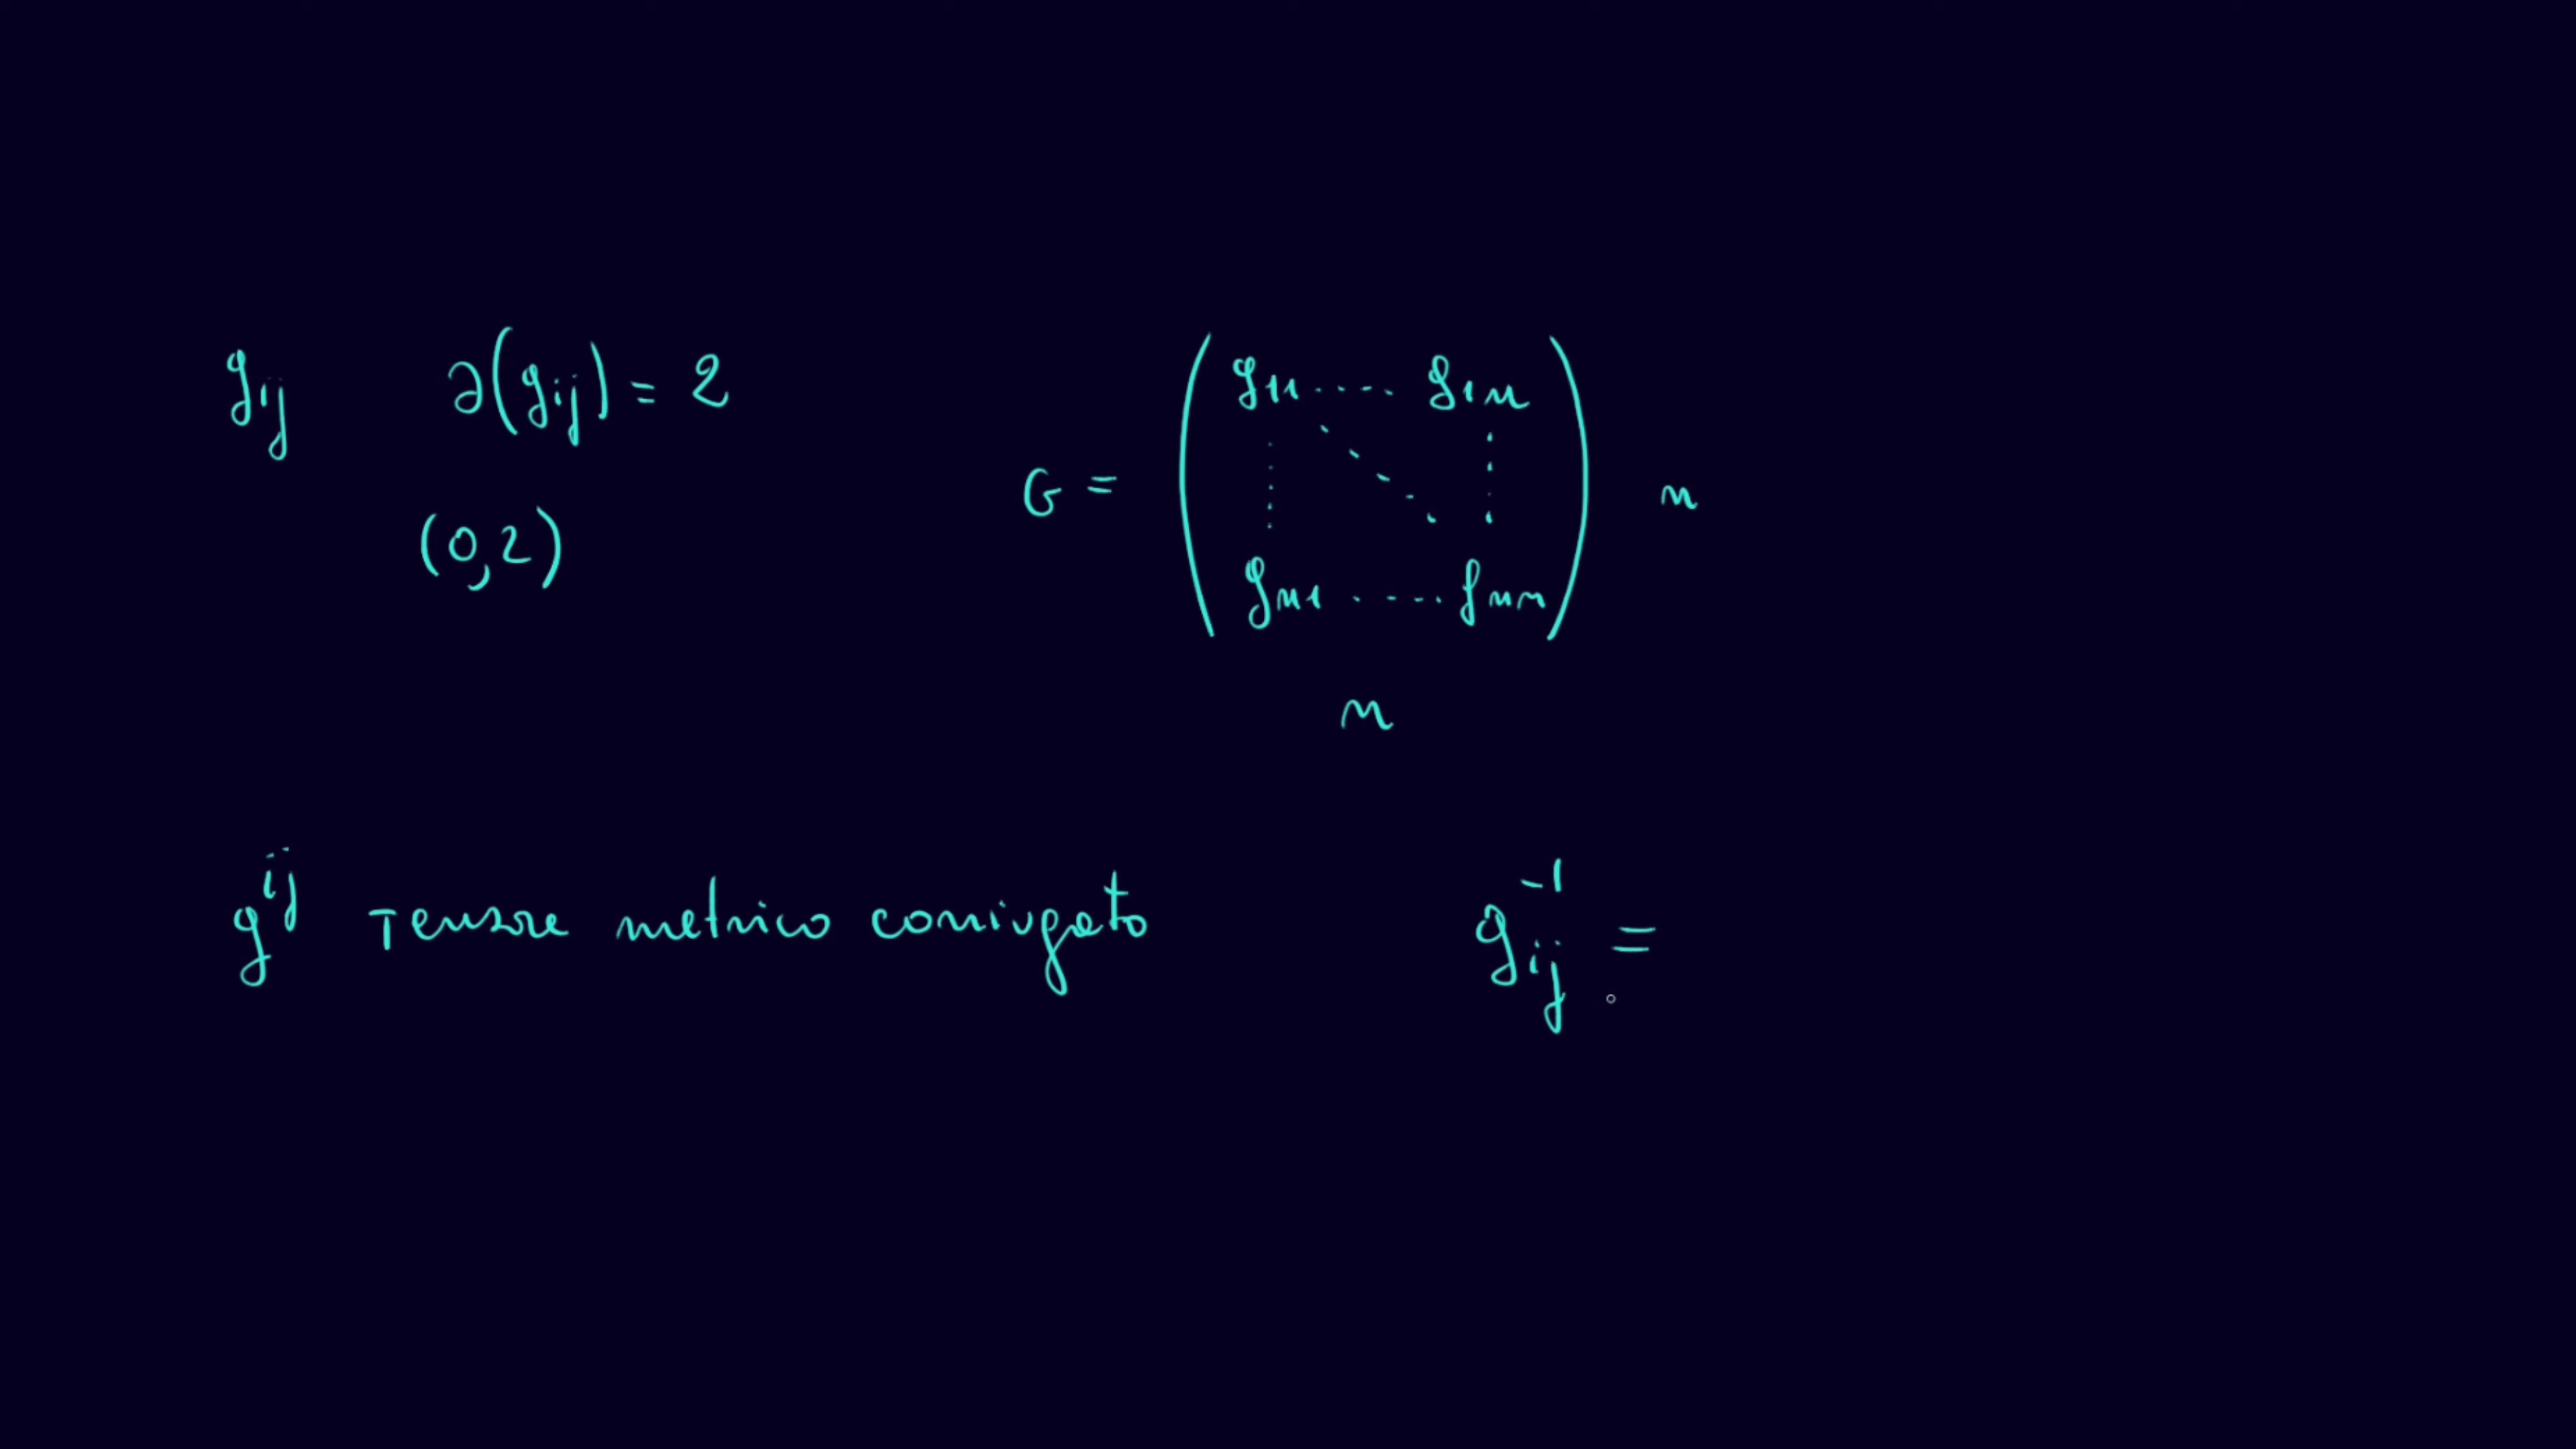 g_ij ∂(g_ij) = 2
(0,2)
G = ( g_11 .... g_1n
g_n1 .... g_nn ) n
n
g^ij Tensore metrico coniugato g_ij^-1 =